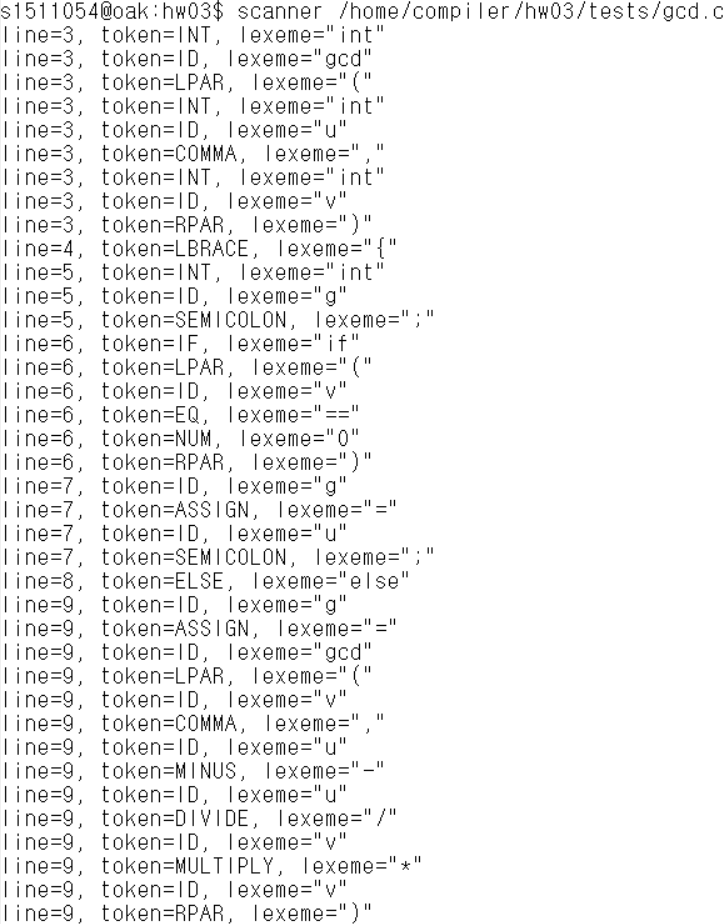 s1511054@oak:hw03$ scanner /home/compiler/hw03/tests/gcd.c
line=3, token=INT, lexeme="int"
line=3, token=ID, lexeme="gcd"
line=3, token=LPAR, lexeme="("
line=3, token=INT, lexeme="int"
line=3, token=ID, lexeme="u"
line=3, token=COMMA, lexeme=","
line=3, token=INT, lexeme="int"
line=3, token=ID, lexeme="v"
line=3, token=RPAR, lexeme=")"
line=4, token=LBRACE, lexeme="{"
line=5, token=INT, lexeme="int"
line=5, token=ID, lexeme="g"
line=5, token=SEMICOLON, lexeme=";"
line=6, token=IF, lexeme="if"
line=6, token=LPAR, lexeme="("
line=6, token=ID, lexeme="v"
line=6, token=EQ, lexeme="=="
line=6, token=NUM, lexeme="0"
line=6, token=RPAR, lexeme=")"
line=7, token=ID, lexeme="g"
line=7, token=ASSIGN, lexeme="="
line=7, token=ID, lexeme="u"
line=7, token=SEMICOLON, lexeme=";"
line=8, token=ELSE, lexeme="else"
line=9, token=ID, lexeme="g"
line=9, token=ASSIGN, lexeme="="
line=9, token=ID, lexeme="gcd"
line=9, token=LPAR, lexeme="("
line=9, token=ID, lexeme="v"
line=9, token=COMMA, lexeme=","
line=9, token=ID, lexeme="u"
line=9, token=MINUS, lexeme="-"
line=9, token=ID, lexeme="u"
line=9, token=DIVIDE, lexeme="/"
line=9, token=ID, lexeme="v"
line=9, token=MULTIPLY, lexeme="*"
line=9, token=ID, lexeme="v"
line=9, token=RPAR, lexeme=")"